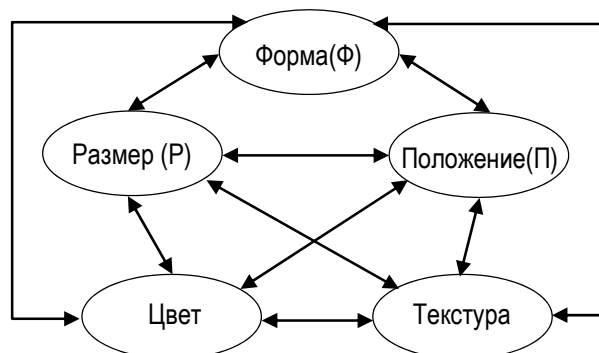 Форма(Ф)
Размер (Р)
Положение(П)
Цвет
Текстура